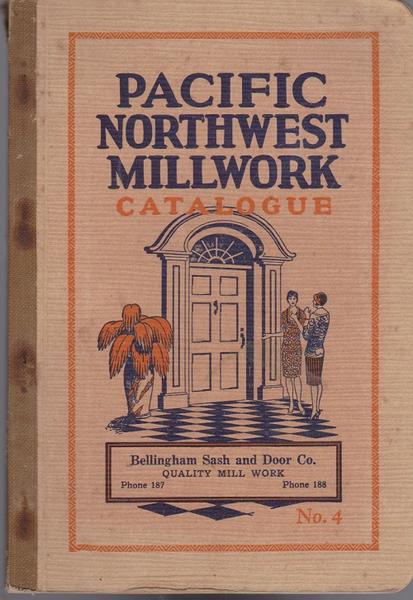 PACIFIC
NORTHWEST
MILLWORK
CATALOGUE
Bellingham Sash and Door Co.
QUALITY MILL WORK
Phone 187 Phone 188
No. 4